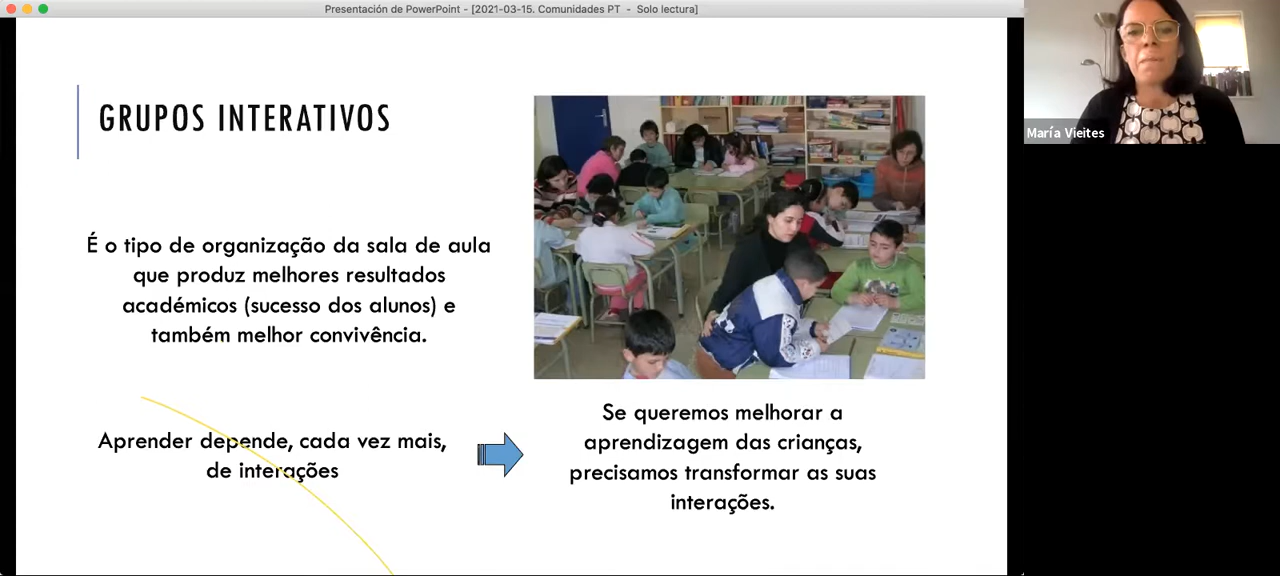 Presentación de PowerPoint - [2021-03-15. Comunidades PT - Solo lectura]
GRUPOS INTERATIVOS
É o tipo de organização da sala de aula
que produz melhores resultados
académicos (sucesso dos alunos) e
também melhor convivência.
Aprender depende, cada vez mais,
de interações
Se queremos melhorar a
aprendizagem das crianças,
precisamos transformar as suas
interações.
María Vieites